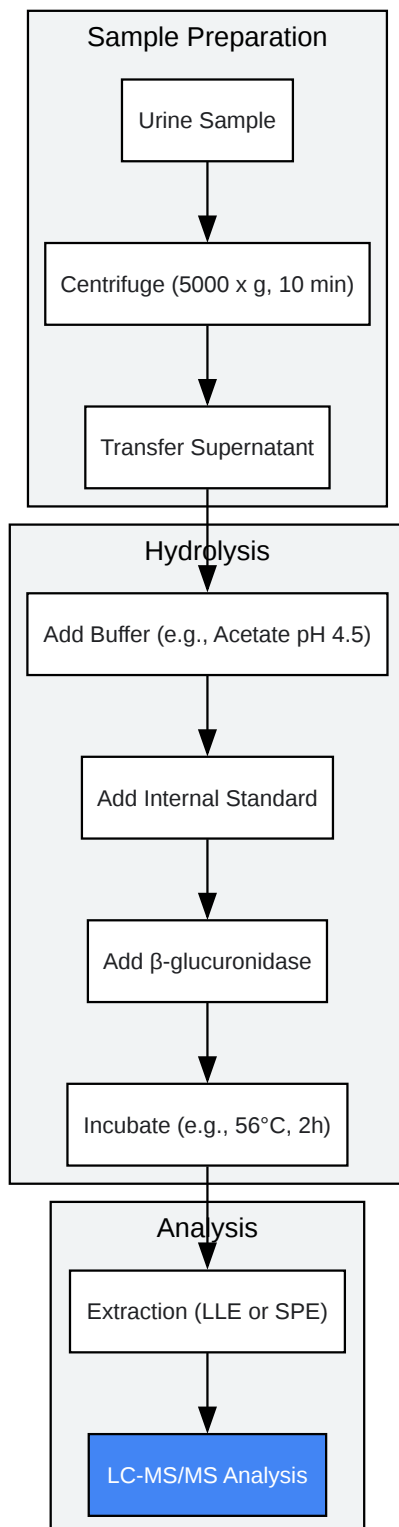 Sample Preparation
Urine Sample
Centrifuge (5000 x g, 10 min)
Transfer Supernatant
Hydrolysis
Add Buffer (e.g., Acetate pH 4.5)
Add Internal Standard
Add β-glucuronidase
Incubate (e.g., 56°C, 2h)
Analysis
Extraction (LLE or SPE)
LC-MS/MS Analysis